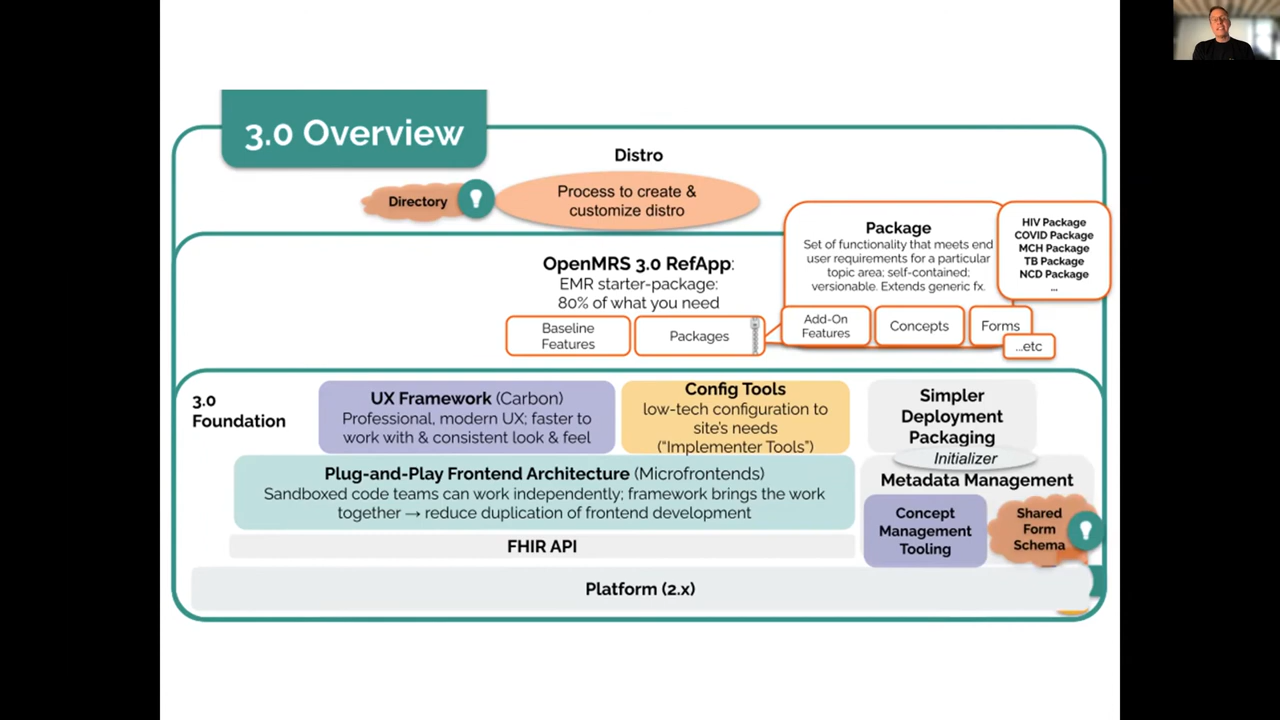 3.0 Overview
Distro
Directory
Process to create &
customize distro
OpenMRS 3.0 RefApp:
EMR starter-package:
80% of what you need
Baseline
Features
Packages
Package
Set of functionality that meets end
user requirements for a particular
topic area; self-contained;
versionable. Extends generic fx.
HIV Package
COVID Package
MCH Package
TB Package
NCD Package
...
Add-On
Features
Concepts
Forms
...etc
3.0
Foundation
UX Framework (Carbon)
Professional, modern UX; faster to
work with & consistent look & feel
Config Tools
low-tech configuration to
site's needs
("Implementer Tools")
Simpler
Deployment
Packaging
Initializer
Plug-and-Play Frontend Architecture (Microfrontends)
Sandboxed code teams can work independently; framework brings the work
together → reduce duplication of frontend development
Metadata Management
Concept
Management
Tooling
Shared
Form
Schema
FHIR API
Platform (2.x)